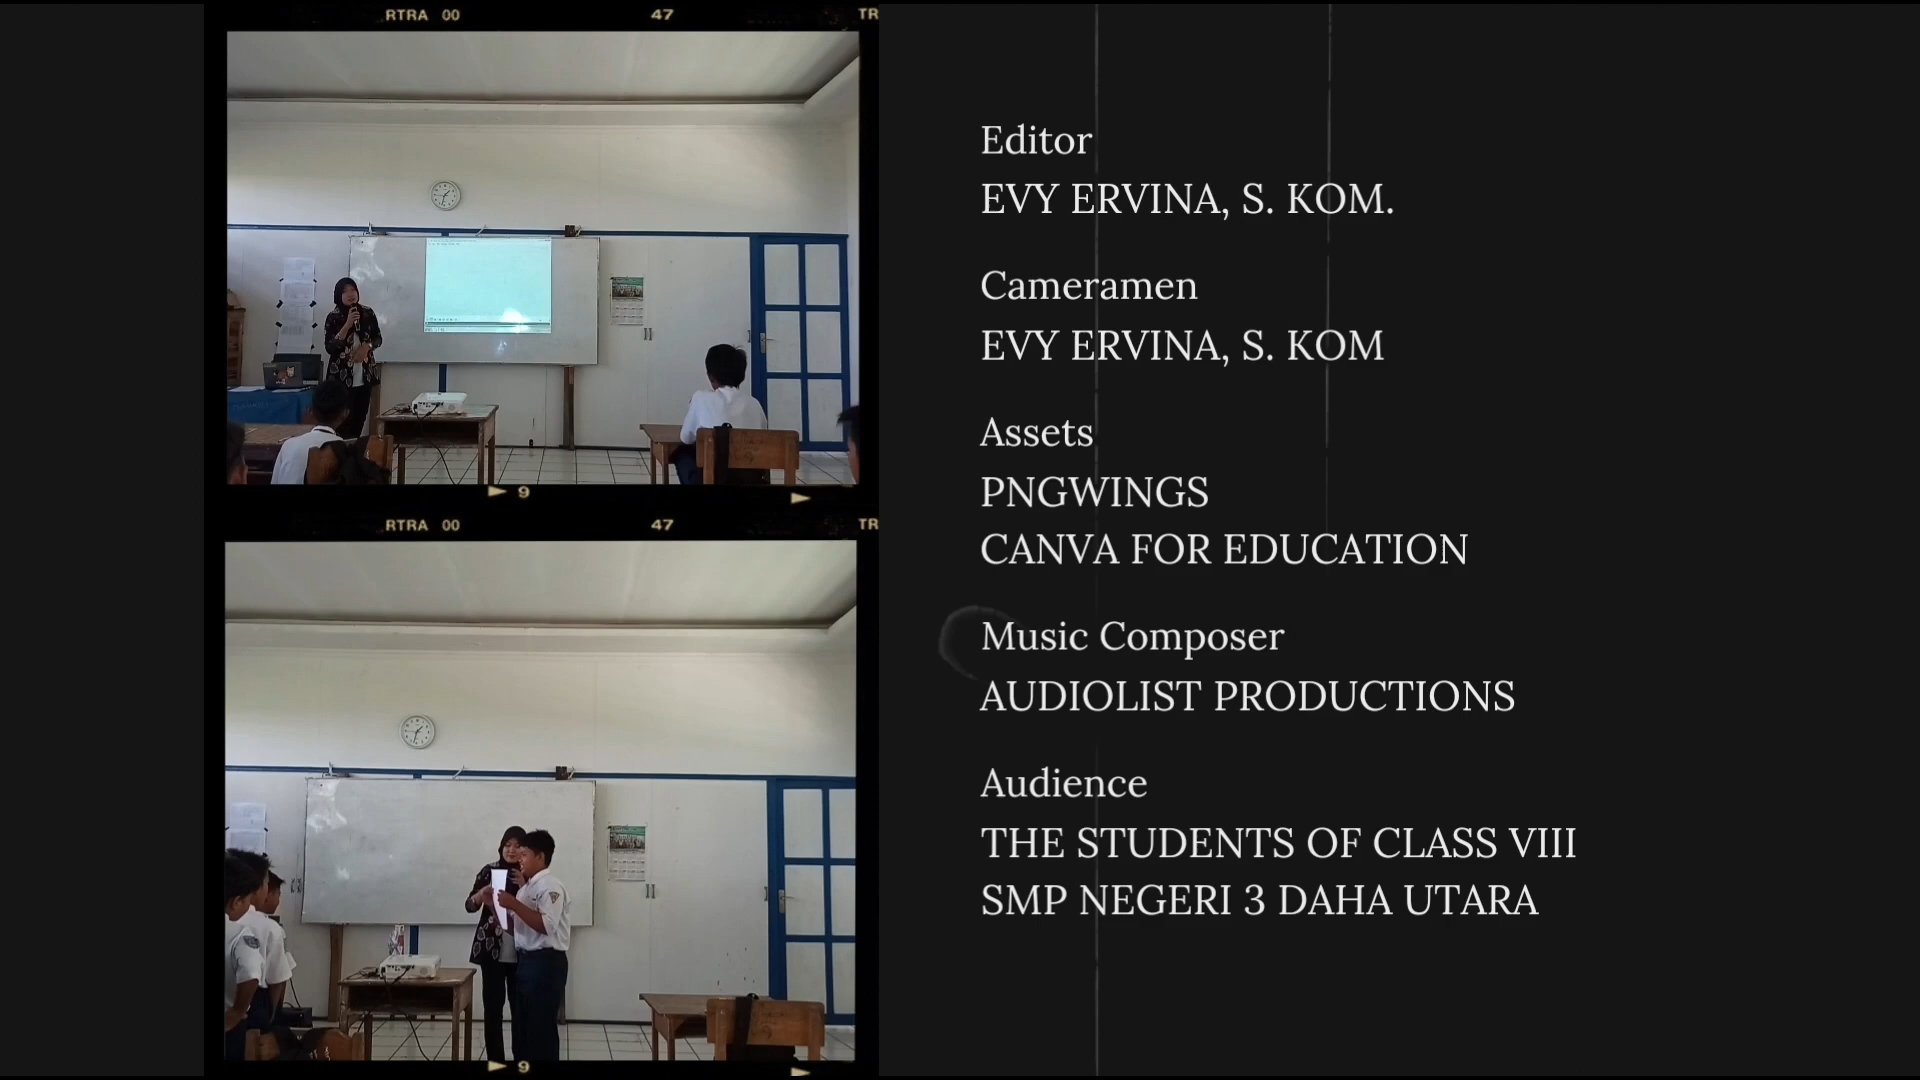 RTRA 00 47 TR
9
RTRA 00 47 TR
9
Editor
EVY ERVINA, S. KOM.
Cameramen
EVY ERVINA, S. KOM
Assets
PNGWINGS
CANVA FOR EDUCATION
Music Composer
AUDIOLIST PRODUCTIONS
Audience
THE STUDENTS OF CLASS VIII
SMP NEGERI 3 DAHA UTARA